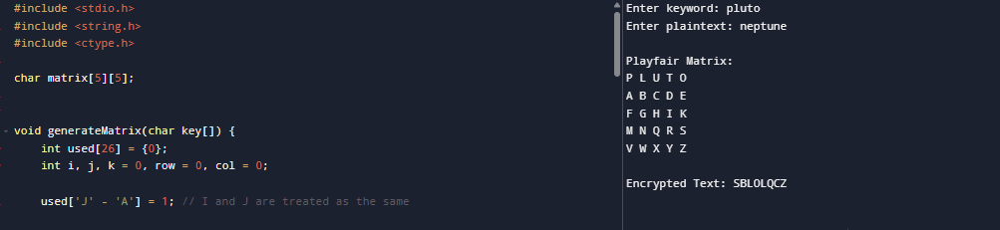 #include <stdio.h>
#include <string.h>
#include <ctype.h>
char matrix[5][5];
void generateMatrix(char key[]) {
int used[26] = {0};
int i, j, k = 0, row = 0, col = 0;
used['J' - 'A'] = 1; // I and J are treated as the same
Enter keyword: pluto
Enter plaintext: neptune
Playfair Matrix:
P L U T O
A B C D E
F G H I K
M N Q R S
V W X Y Z
Encrypted Text: SBLOLQCZ